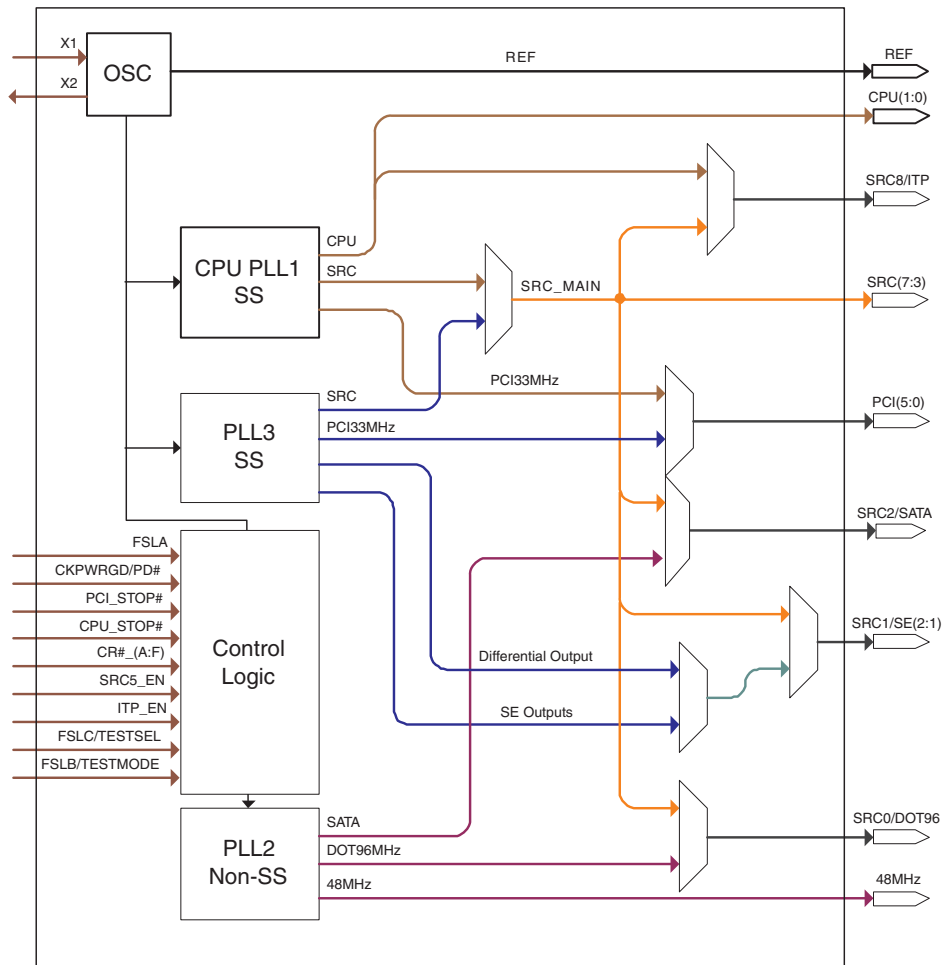 X1
OSC
X2
REF
REF
CPU(1:0)
SRC8/ITP
CPU PLL1
SS
CPU
SRC
SRC_MAIN
SRC(7:3)
PCI33MHz
PLL3
SS
SRC
PCI33MHz
PCI(5:0)
SRC2/SATA
FSLA
CKPWRGD/PD#
PCI_STOP#
CPU_STOP#
CR#_(A:F)
SRC5_EN
ITP_EN
FSLC/TESTSEL
FSLB/TESTMODE
Control
Logic
Differential Output
SE Outputs
SRC1/SE(2:1)
PLL2
Non-SS
SATA
DOT96MHz
48MHz
SRC0/DOT96
48MHz